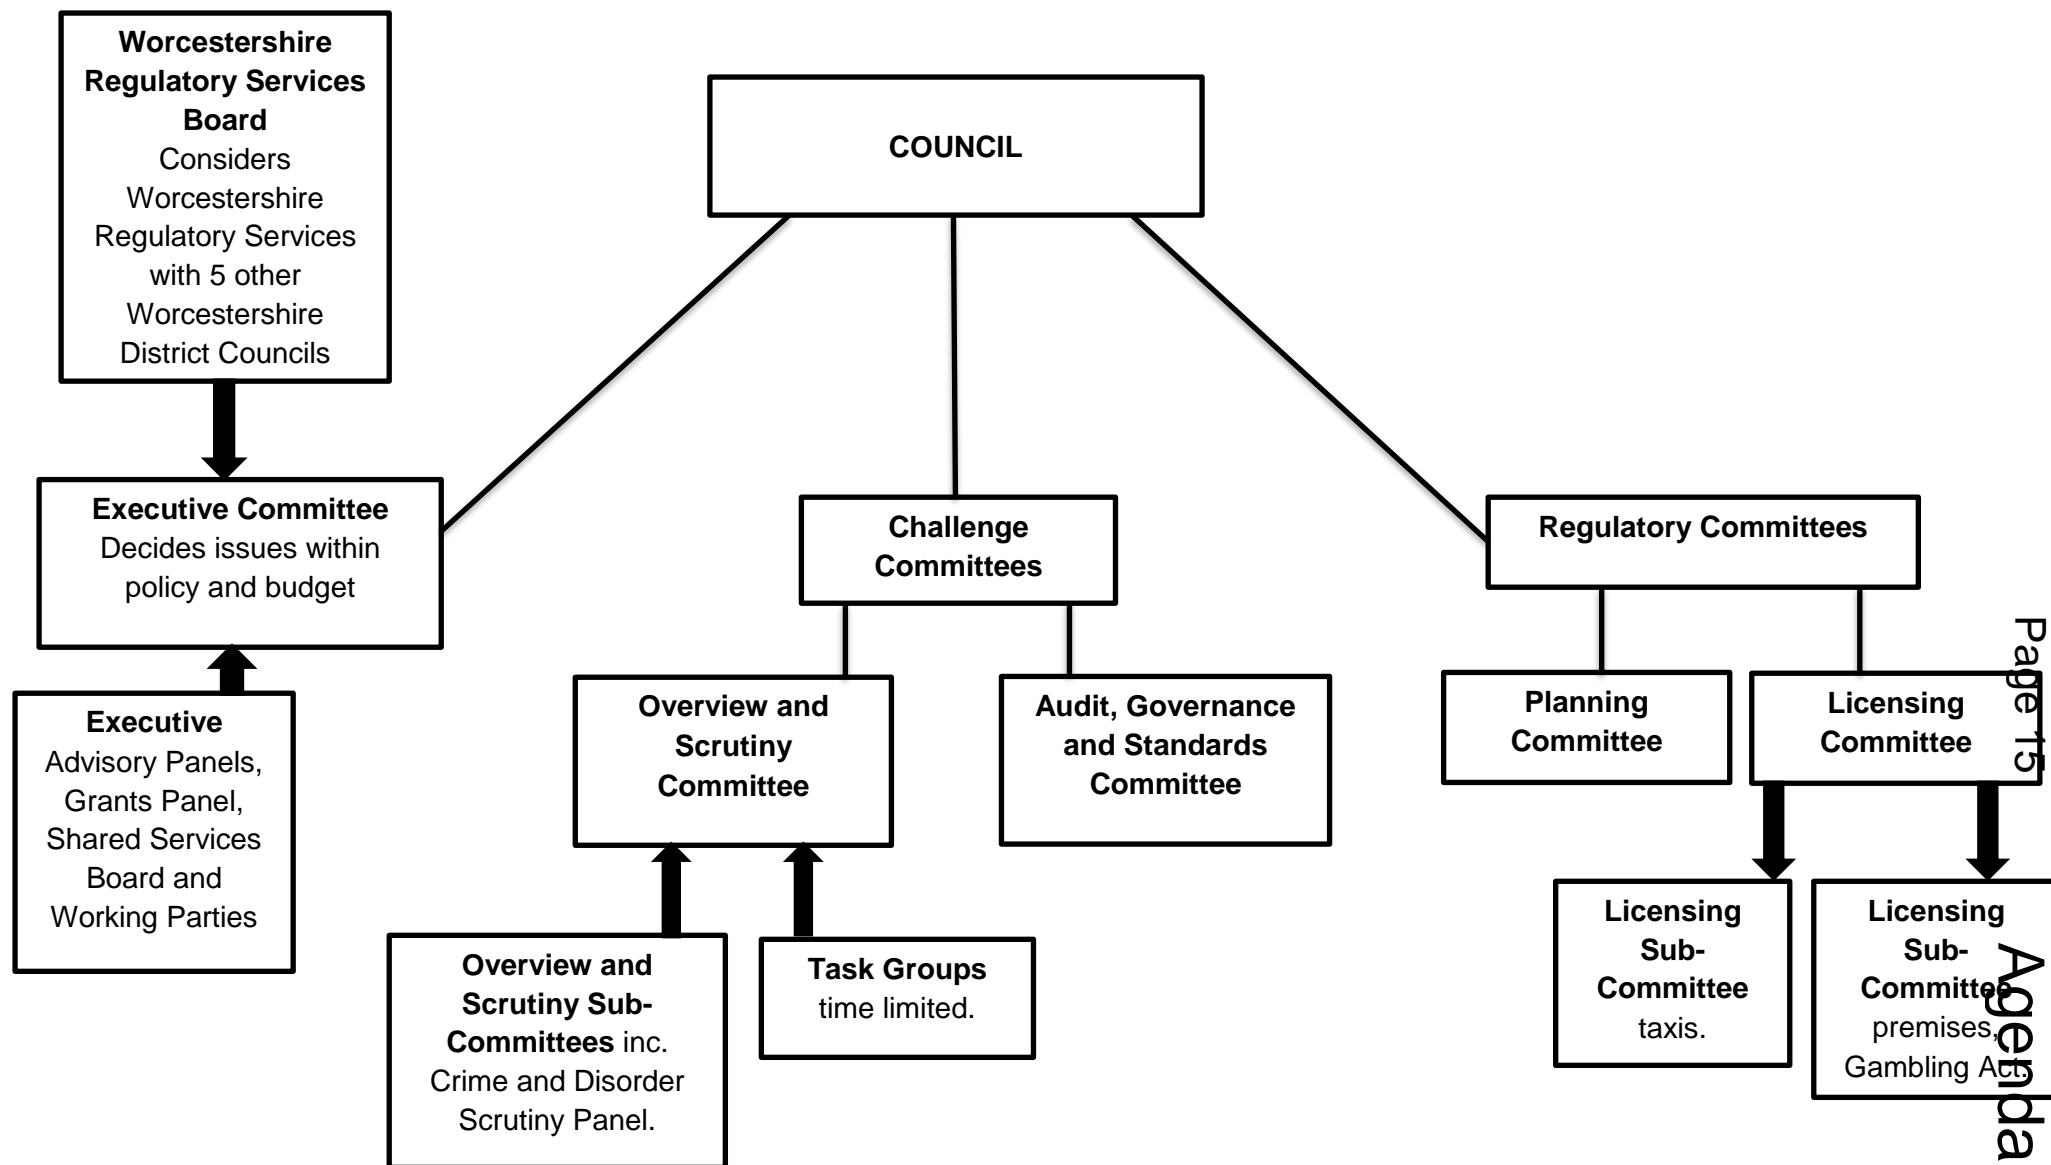 Worcestershire
Regulatory Services
Board
Considers
Worcestershire
Regulatory Services
with 5 other
Worcestershire
District Councils
COUNCIL
Executive Committee
Decides issues within
policy and budget
Challenge
Committees
Regulatory Committees
Executive
Advisory Panels,
Grants Panel,
Shared Services
Board and
Working Parties
Overview and
Scrutiny
Committee
Audit, Governance
and Standards
Committee
Planning
Committee
Licensing
Committee
Overview and
Scrutiny Sub-
Committees inc.
Crime and Disorder
Scrutiny Panel.
Task Groups
time limited.
Licensing
Sub-
Committee
taxis.
Licensing
Sub-
Committee
premises,
Gambling Act.
Page 15
Agenda